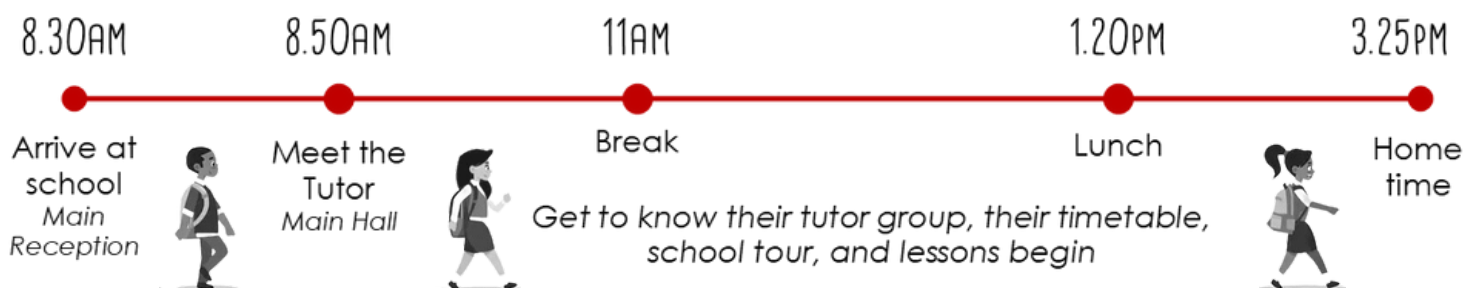 8.30AM
8.50AM
11AM
1.20PM
3.25PM
Arrive at
school
Main
Reception
Meet the
Tutor
Main Hall
Break
Lunch
Home
time
Get to know their tutor group, their timetable,
school tour, and lessons begin